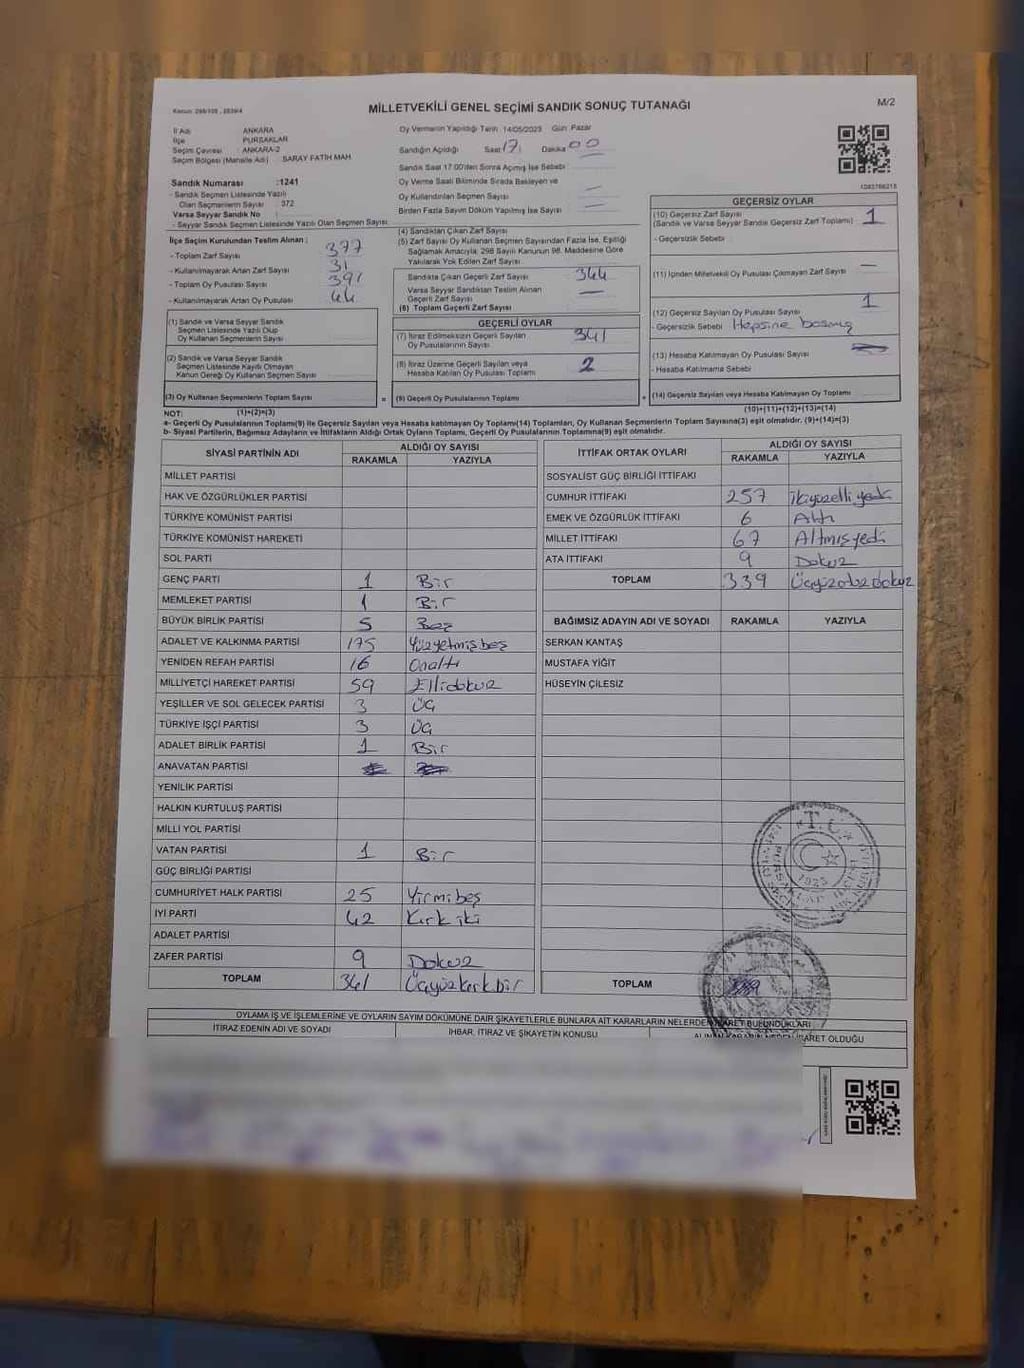 Kanun: 298/105 , 2839/4
MİLLETVEKİLİ GENEL SEÇİMİ SANDIK SONUÇ TUTANAĞI
M/2
İl Adı ANKARA
İlçe PURSAKLAR
Seçim Çevresi ANKARA-2
Seçim Bölgesi (Mahalle Adı) SARAY FATİH MAH.
Oy Vermenin Yapıldığı Tarih 14/05/2023 Gün: Pazar
Sandığın Açıldığı Saat 17 Dakika 00
Sandık Saat 17.00'den Sonra Açılmış İse Sebebi
Oy Verme Saati Bitiminde Sırada Bekleyen ve
Oy Kullandırılan Seçmen Sayısı
Birden Fazla Sayım Döküm Yapılmış İse Sayısı
Sandık Numarası :1241
- Sandık Seçmen Listesinde Yazılı
Olan Seçmenlerin Sayısı 372
Varsa Seyyar Sandık No
- Seyyar Sandık Seçmen Listesinde Yazılı Olan Seçmen Sayısı
İlçe Seçim Kurulundan Teslim Alınan :
- Toplam Zarf Sayısı 377
- Kullanılmayarak Artan Zarf Sayısı 31
- Toplam Oy Pusulası Sayısı 391
- Kullanılmayarak Artan Oy Pusulası 44
(1) Sandık ve Varsa Seyyar Sandık
Seçmen Listesinde Yazılı Olup
Oy Kullanan Seçmenlerin Sayısı
(2) Sandık ve Varsa Seyyar Sandık
Seçmen Listesinde Kayıtlı Olmayan
Kanun Gereği Oy Kullanan Seçmen Sayısı
(3) Oy Kullanan Seçmenlerin Toplam Sayısı
(4) Sandıktan Çıkan Zarf Sayısı
(5) Zarf Sayısı Oy Kullanan Seçmen Sayısından Fazla İse, Eşitliği
Sağlamak Amacıyla; 298 Sayılı Kanunun 98. Maddesine Göre
Yakılarak Yok Edilen Zarf Sayısı
Sandıkta Çıkan Geçerli Zarf Sayısı 344
Varsa Seyyar Sandıktan Teslim Alınan
Geçerli Zarf Sayısı —
(6) Toplam Geçerli Zarf Sayısı
GEÇERLİ OYLAR
(7) İtiraz Edilmeksizin Geçerli Sayılan 341
Oy Pusulalarının Sayısı
(8) İtiraz Üzerine Geçerli Sayılan veya 2
Hesaba Katılan Oy Pusulası Toplamı
= (9) Geçerli Oy Pusulalarının Toplamı
GEÇERSİZ OYLAR
(10) Geçersiz Zarf Sayısı 1
(Sandık ve Varsa Seyyar Sandık Geçersiz Zarf Toplamı)
- Geçersizlik Sebebi
(11) İçinden Milletvekili Oy Pusulası Çıkmayan Zarf Sayısı —
(12) Geçersiz Sayılan Oy Pusulası Sayısı 1
- Geçersizlik Sebebi Hepsine basmış
(13) Hesaba Katılmayan Oy Pusulası Sayısı
- Hesaba Katılmama Sebebi
+ (14) Geçersiz Sayılan veya Hesaba Katılmayan Oy Toplamı
NOT: (1)+(2)=(3) (10)+(11)+(12)+(13)=(14)
a- Geçerli Oy Pusulalarının Toplamı(9) ile Geçersiz Sayılan veya Hesaba katılmayan Oy Toplamı(14) Toplamları, Oy Kullanan Seçmenlerin Toplam Sayısına(3) eşit olmalıdır. (9)+(14)=(3)
b- Siyasi Partilerin, Bağımsız Adayların ve İttifakların Aldığı Ortak Oyların Toplamı, Geçerli Oy Pusulalarının Toplamına(9) eşit olmalıdır.
SİYASİ PARTİNİN ADI ALDIĞI OY SAYISI
RAKAMLA YAZIYLA
MİLLET PARTİSİ
HAK VE ÖZGÜRLÜKLER PARTİSİ
TÜRKİYE KOMÜNİST PARTİSİ
TÜRKİYE KOMÜNİST HAREKETİ
SOL PARTİ
GENÇ PARTİ 1 Bir
MEMLEKET PARTİSİ 1 Bir
BÜYÜK BİRLİK PARTİSİ 5 Beş
ADALET VE KALKINMA PARTİSİ 175 Yüzyetmişbeş
YENİDEN REFAH PARTİSİ 16 Onaltı
MİLLİYETÇİ HAREKET PARTİSİ 59 Ellidokuz
YEŞİLLER VE SOL GELECEK PARTİSİ 3 Üç
TÜRKİYE İŞÇİ PARTİSİ 3 Üç
ADALET BİRLİK PARTİSİ 1 Bir
ANAVATAN PARTİSİ
YENİLİK PARTİSİ
HALKIN KURTULUŞ PARTİSİ
MİLLİ YOL PARTİSİ
VATAN PARTİSİ 1 Bir
GÜÇ BİRLİĞİ PARTİSİ
CUMHURİYET HALK PARTİSİ 25 Yirmibeş
İYİ PARTİ 42 Kırk iki
ADALET PARTİSİ
ZAFER PARTİSİ 9 Dokuz
TOPLAM 341 Üçyüzkırkbir
İTTİFAK ORTAK OYLARI ALDIĞI OY SAYISI
RAKAMLA YAZIYLA
SOSYALİST GÜÇ BİRLİĞİ İTTİFAKI
CUMHUR İTTİFAKI 257 ikiyüzelli yedi
EMEK VE ÖZGÜRLÜK İTTİFAKI 6 Altı
MİLLET İTTİFAKI 67 Altmışyedi
ATA İTTİFAKI 9 Dokuz
TOPLAM 339 Üçyüzotuzdokuz
BAĞIMSIZ ADAYIN ADI VE SOYADI RAKAMLA YAZIYLA
SERKAN KANTAŞ
MUSTAFA YİĞİT
HÜSEYİN ÇİLESİZ
T.C.
TOPLAM
OYLAMA İŞ VE İŞLEMLERİNE VE OYLARIN SAYIM DÖKÜMÜNE DAİR ŞİKAYETLERLE BUNLARA AİT KARARLARIN NELERDEN İBARET BULUNDUKLARI
İTİRAZ EDENİN ADI VE SOYADI
İHBAR, İTİRAZ VE ŞİKAYETİN KONUSU
ALINAN KARARIN NEDEN İBARET OLDUĞU